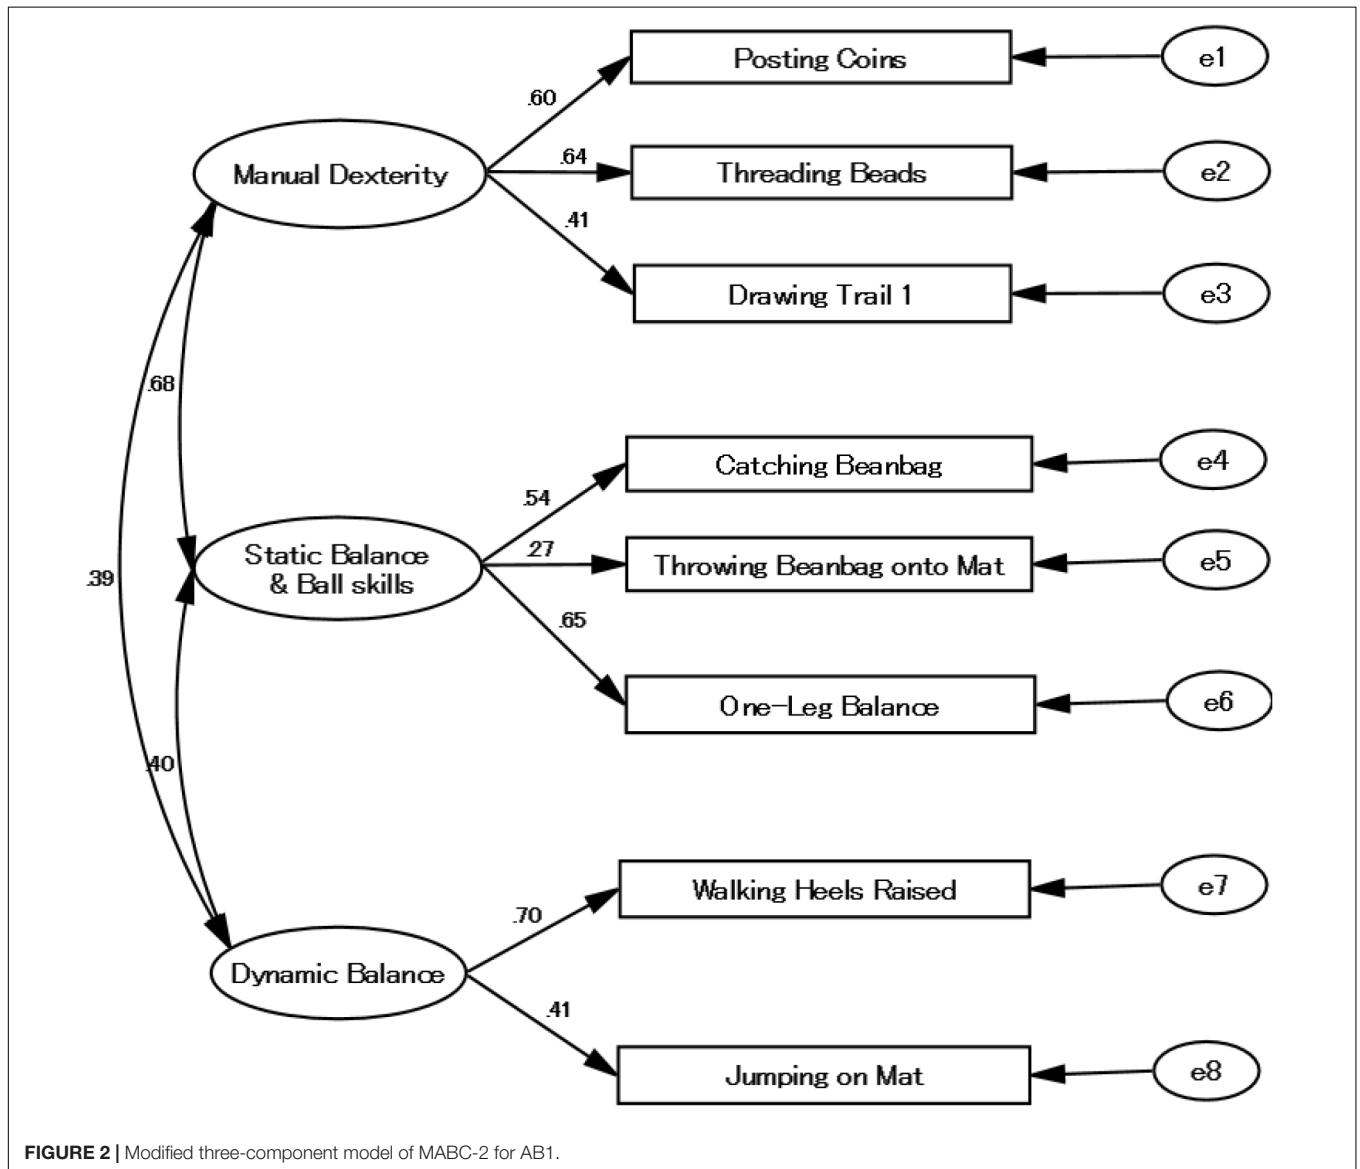 Posting Coins
e1
.60
Manual Dexterity
.64
Threading Beads
e2
.41
Drawing Trail 1
e3
.68
Catching Beanbag
e4
.54
Static Balance
& Ball skills
.27
Throwing Beanbag onto Mat
e5
.39
.65
One-Leg Balance
e6
.40
Walking Heels Raised
e7
.70
Dynamic Balance
.41
Jumping on Mat
e8
FIGURE 2 | Modified three-component model of MABC-2 for AB1.